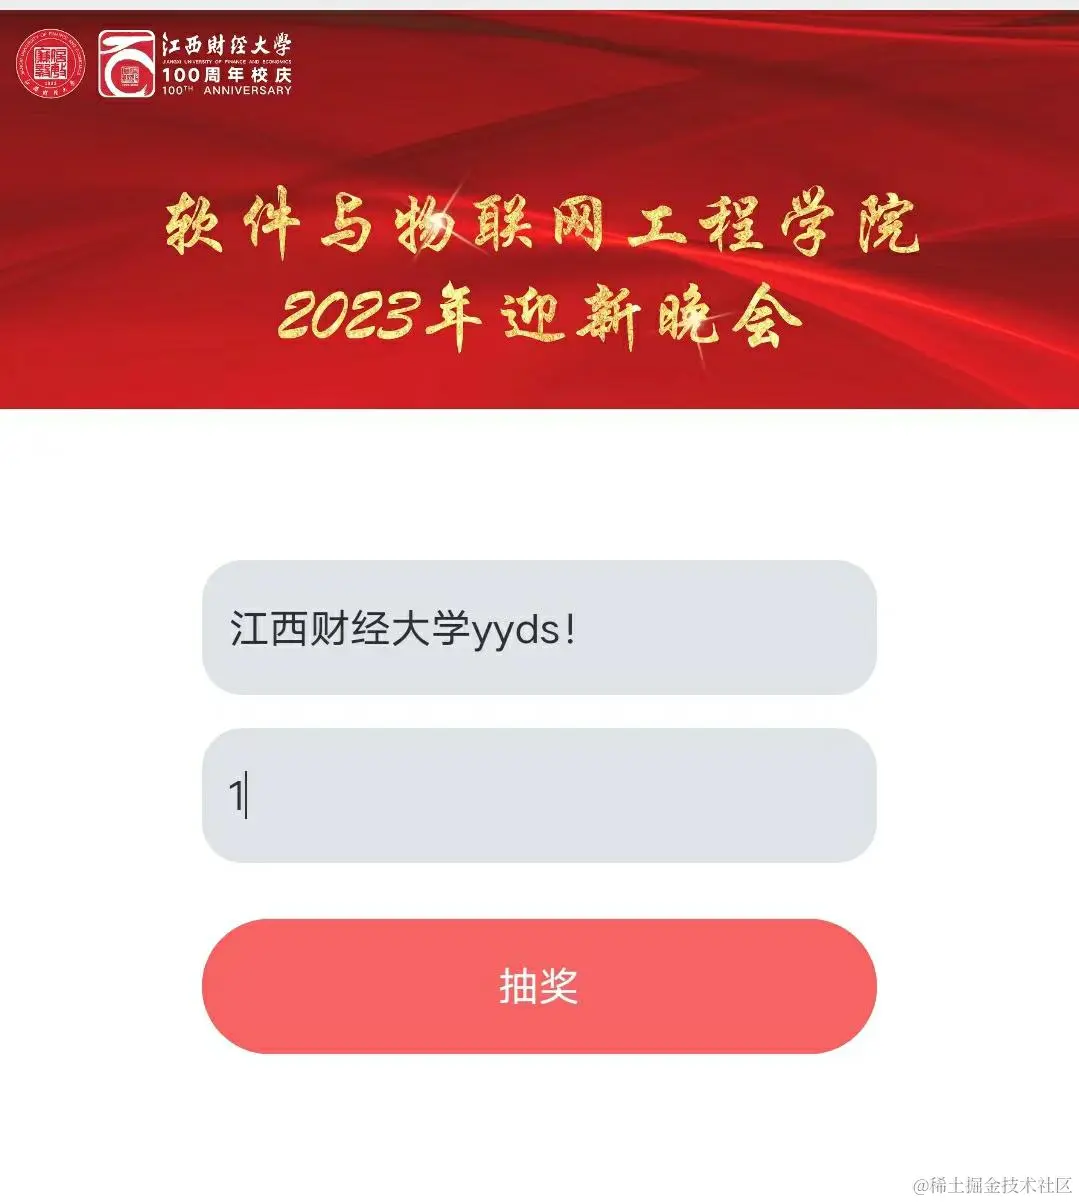 江西财经大学
JIANGXI UNIVERSITY OF FINANCE AND ECONOMICS
100周年校庆
100TH ANNIVERSARY
软件与物联网工程学院
2023年迎新晚会
江西财经大学yyds!
1
抽奖
@稀土掘金技术社区